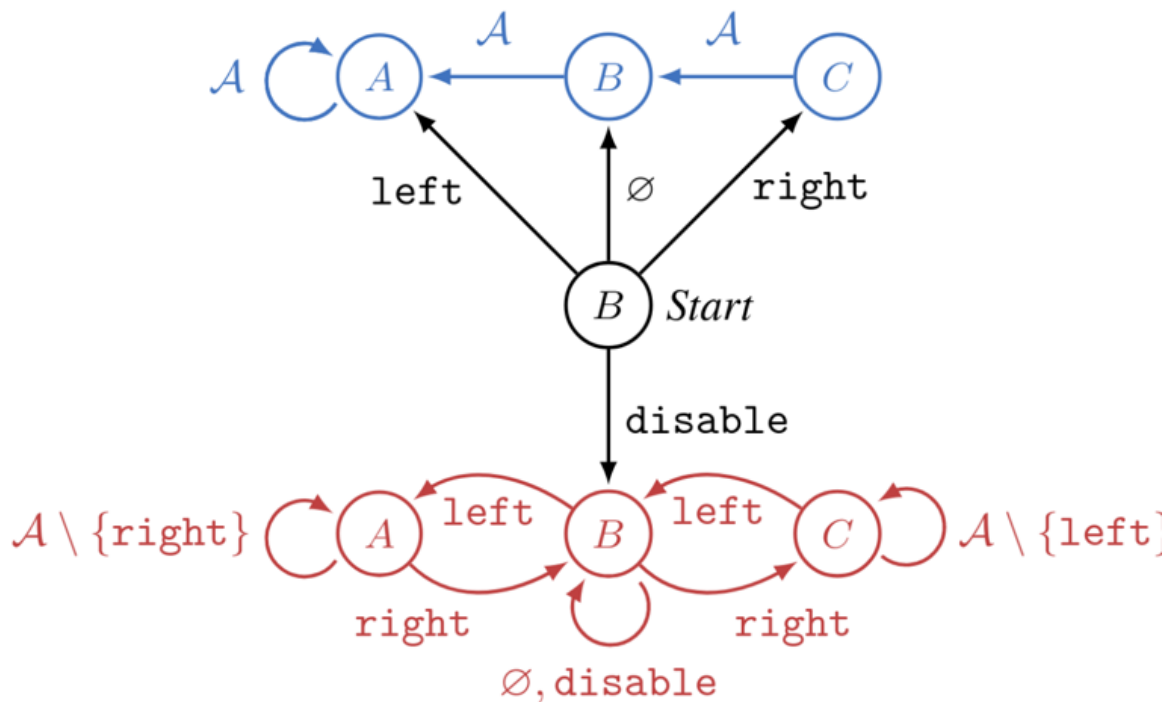 𝒜 𝒜
𝒜 A B C
left ∅ right
B Start
disable
𝒜 \ {right} A left B left C 𝒜 \ {left}
right right
∅, disable